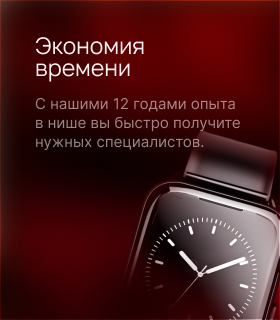 Экономия
времени
С нашими 12 годами опыта
в нише вы быстро получите
нужных специалистов.